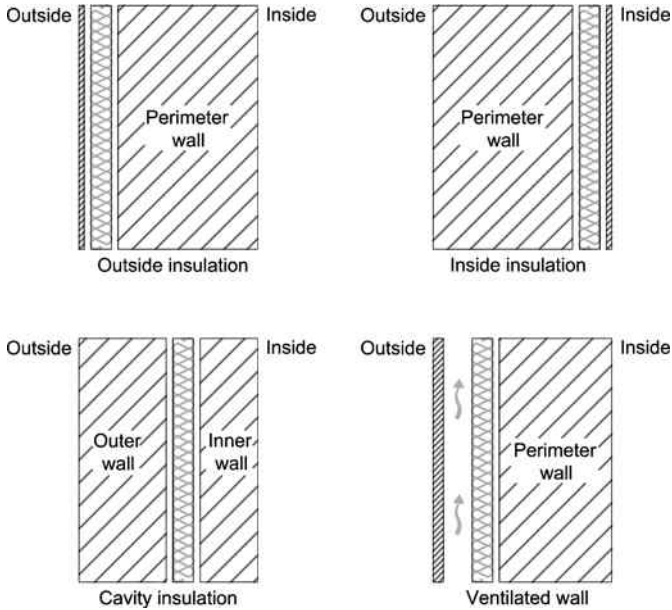 Outside
Inside
Perimeter
wall
Outside insulation
Outside
Inside
Perimeter
wall
Inside insulation
Outside
Inside
Outer
wall
Inner
wall
Cavity insulation
Outside
Inside
Perimeter
wall
Ventilated wall